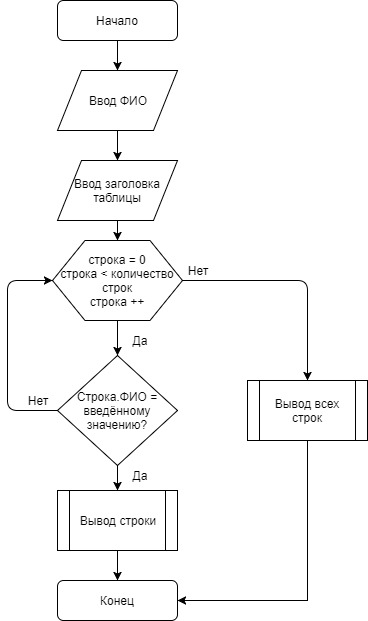 Начало
Ввод ФИО
Ввод заголовка
таблицы
строка = 0
строка < количество
строк
строка ++
Нет
Да
Строка.ФИО =
введённому
значению?
Нет
Вывод всех
строк
Да
Вывод строки
Конец